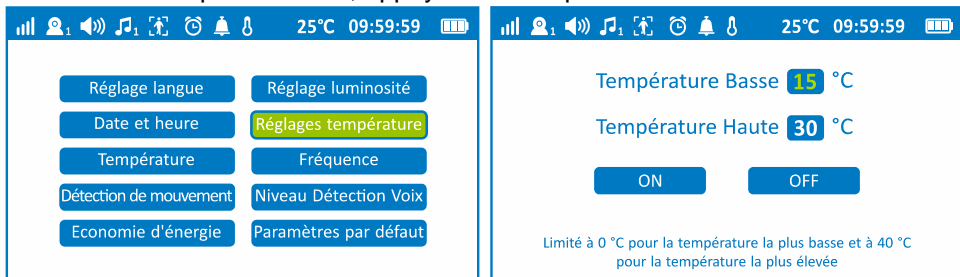 25°C 09:59:59
Réglage langue
Réglage luminosité
Date et heure
Réglages température
Température
Fréquence
Détection de mouvement
Niveau Détection Voix
Economie d'énergie
Paramètres par défaut
25°C 09:59:59
Température Basse 15 °C
Température Haute 30 °C
ON
OFF
Limité à 0 °C pour la température la plus basse et à 40 °C
pour la température la plus élevée